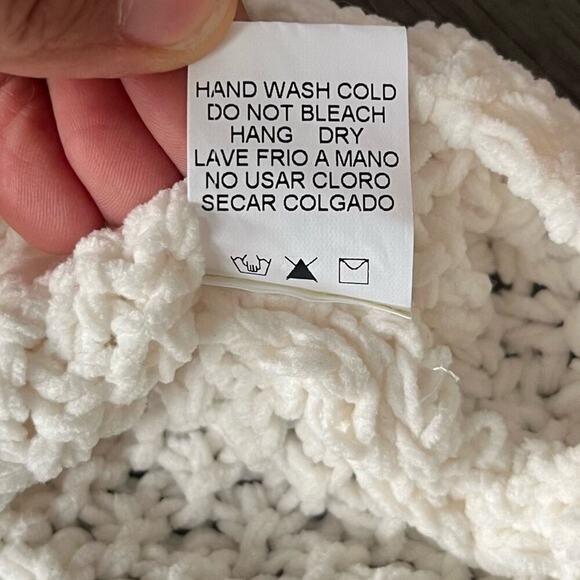 HAND WASH COLD
DO NOT BLEACH
HANG DRY
LAVE FRIO A MANO
NO USAR CLORO
SECAR COLGADO